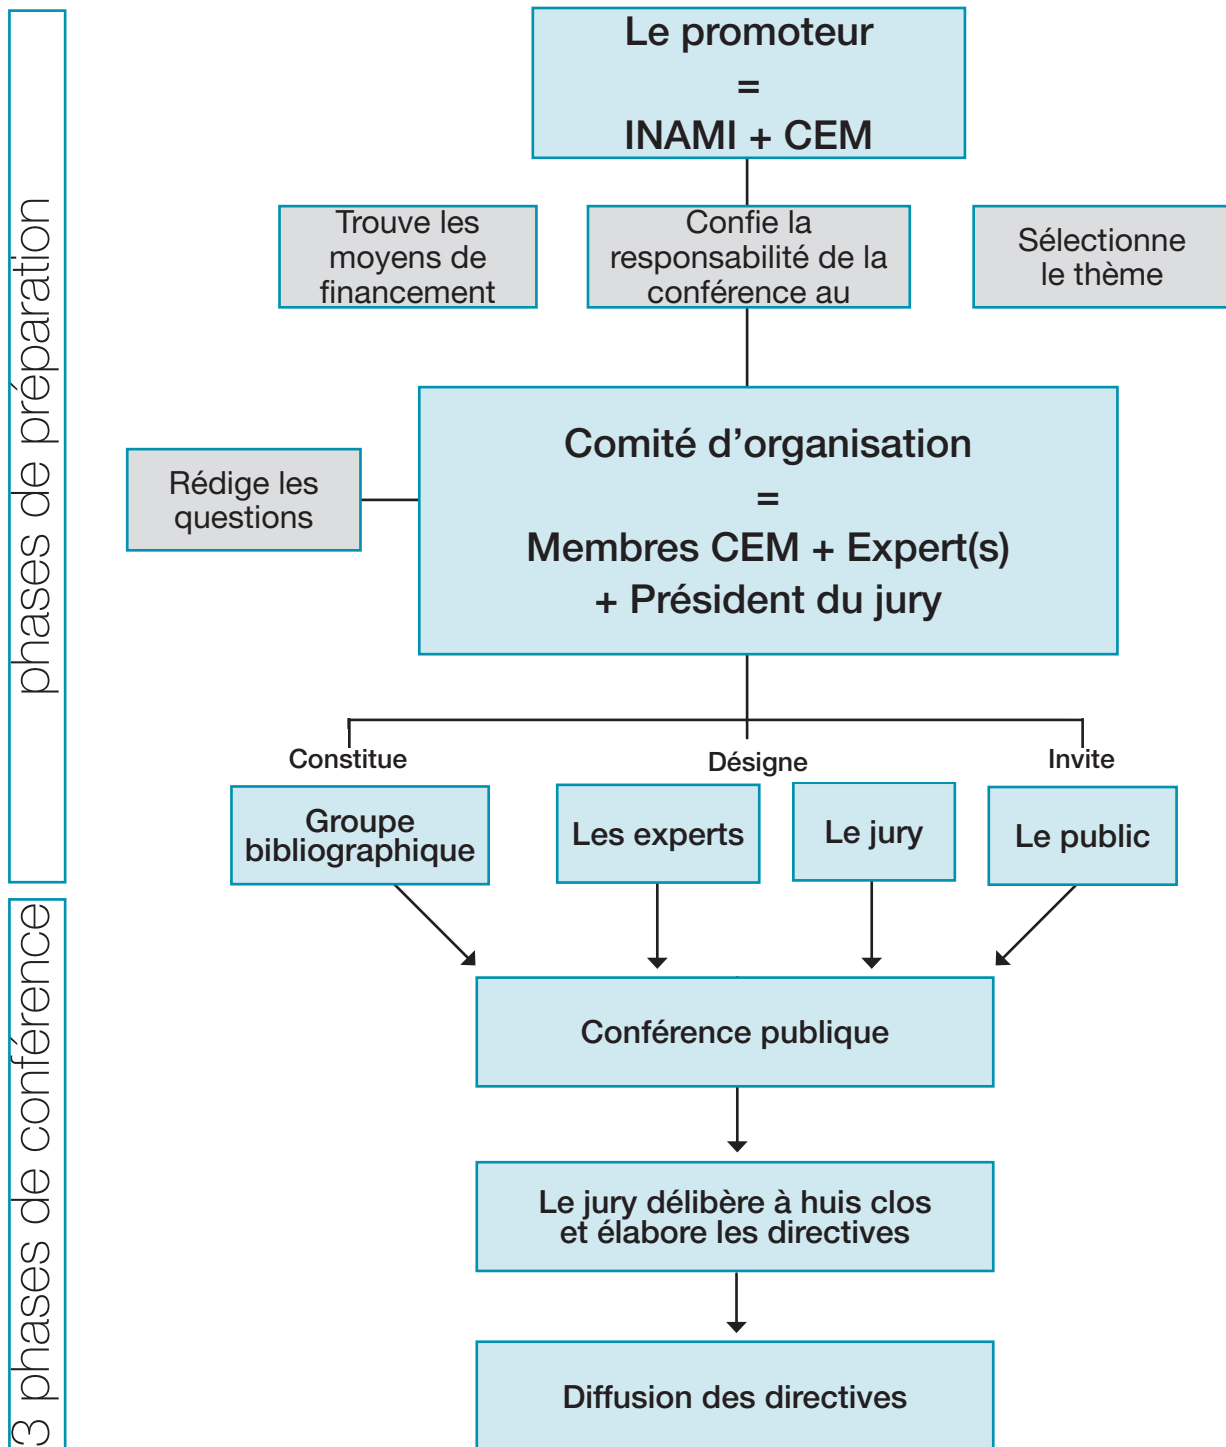 phases de préparation
Le promoteur
=
INAMI + CEM
Trouve les
moyens de
financement
Confie la
responsabilité de la
conférence au
Sélectionne
le thème
Rédige les
questions
Comité d’organisation
=
Membres CEM + Expert(s)
+ Président du jury
Constitue
Désigne
Invite
Groupe
bibliographique
Les experts
Le jury
Le public
3 phases de conférence
Conférence publique
Le jury délibère à huis clos
et élabore les directives
Diffusion des directives